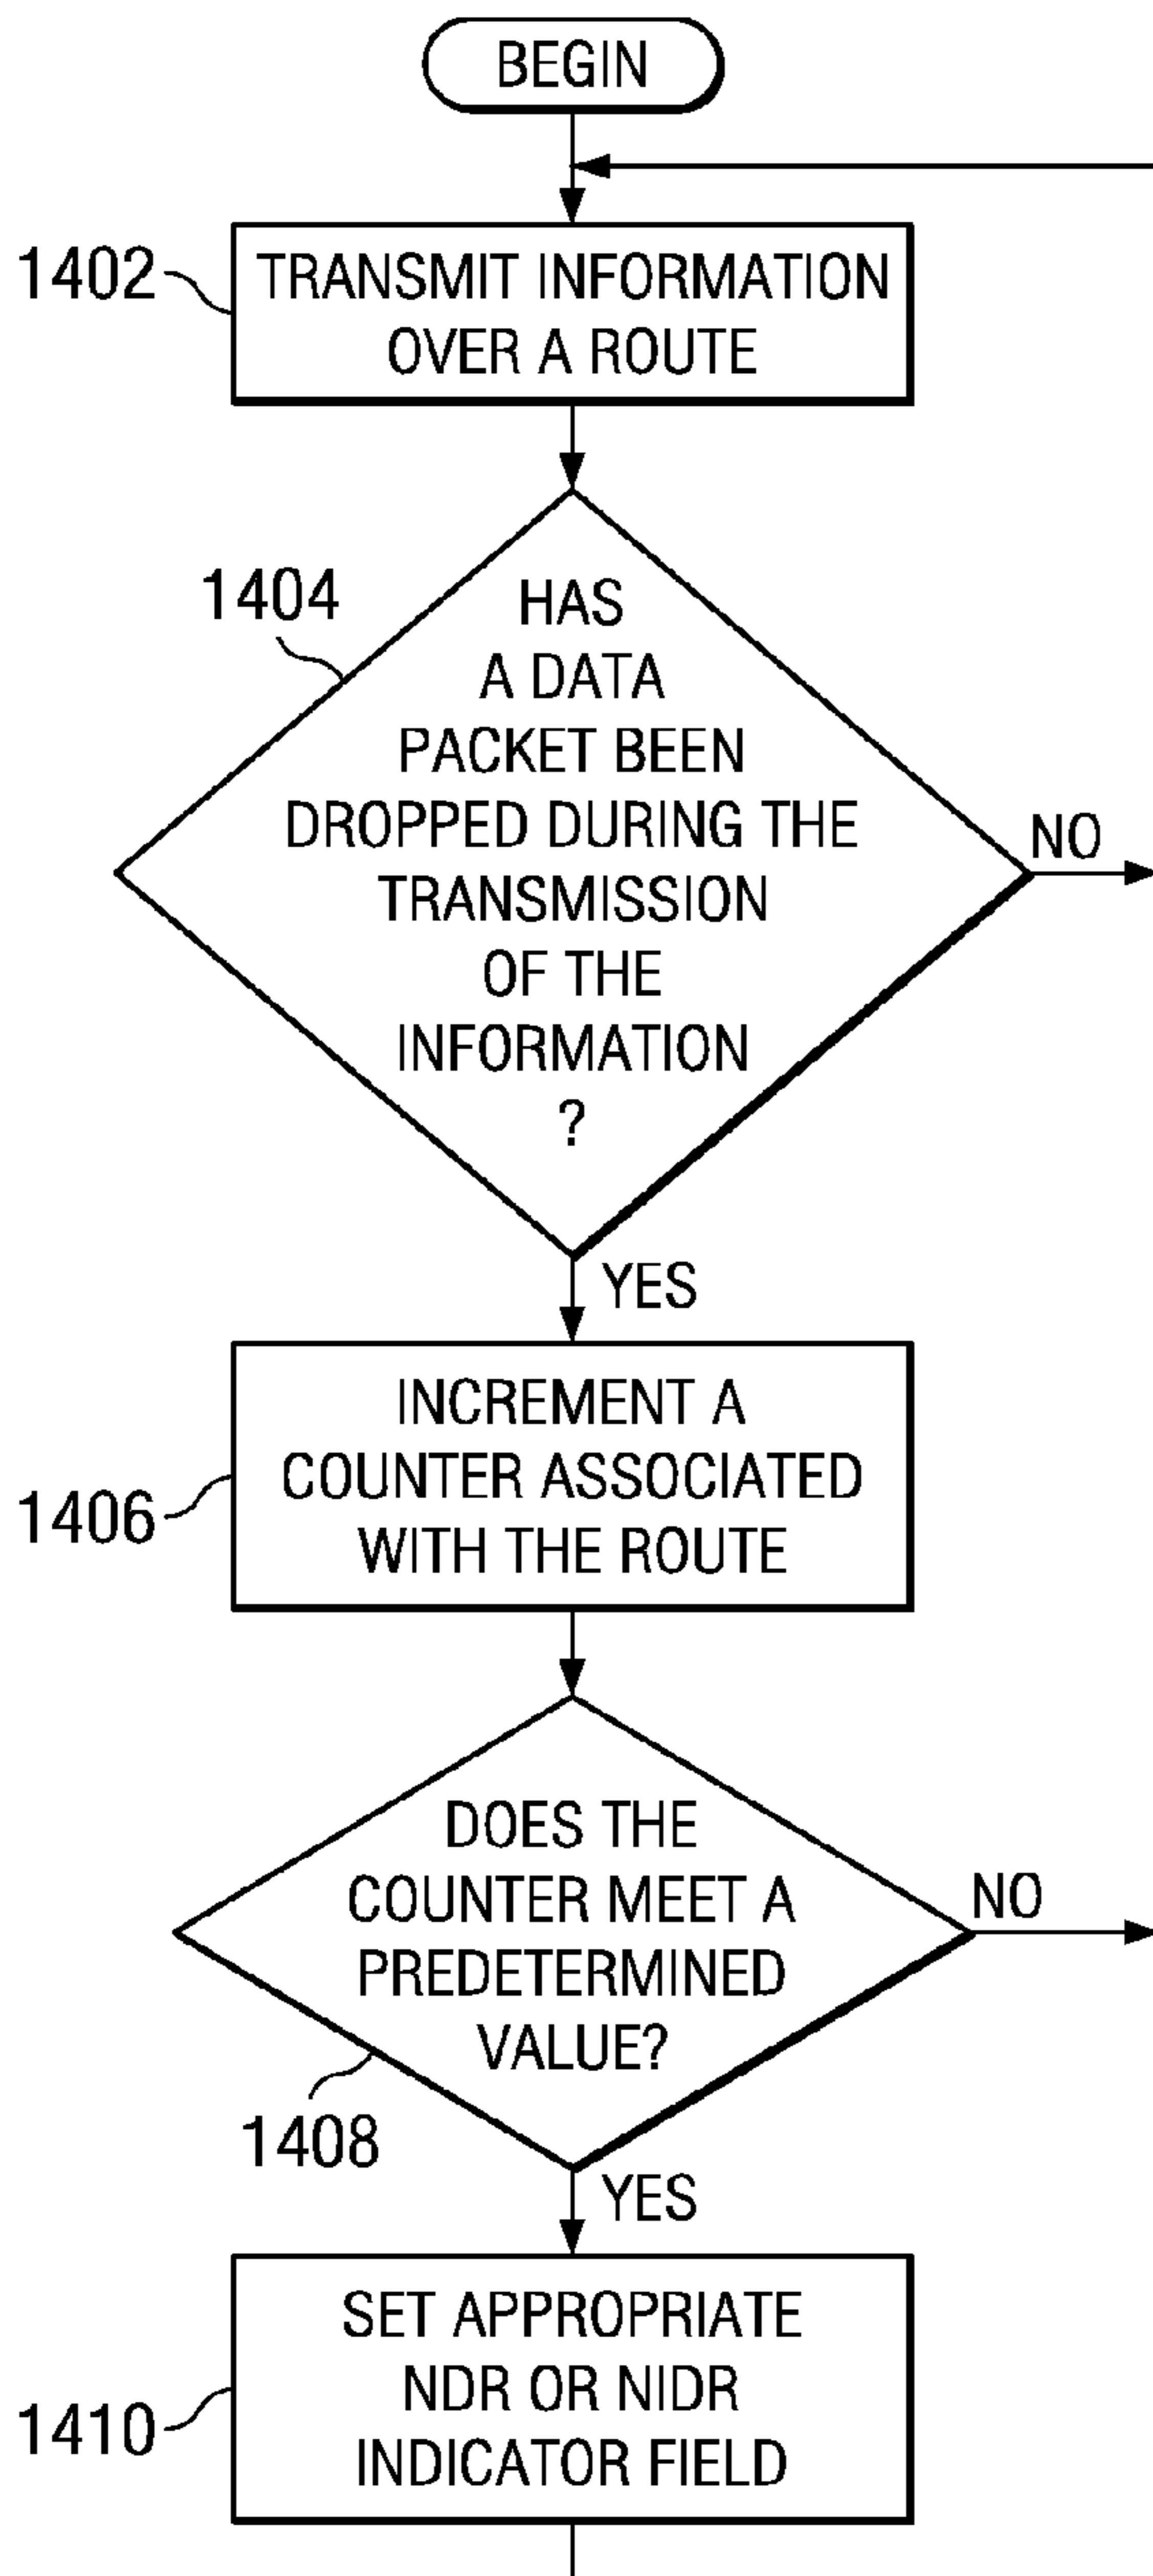 BEGIN
1402
TRANSMIT INFORMATION
OVER A ROUTE
1404
HAS
A DATA
PACKET BEEN
DROPPED DURING THE
TRANSMISSION
OF THE
INFORMATION
?
NO
YES
1406
INCREMENT A
COUNTER ASSOCIATED
WITH THE ROUTE
DOES THE
COUNTER MEET A
PREDETERMINED
VALUE?
NO
1408
YES
1410
SET APPROPRIATE
NDR OR NIDR
INDICATOR FIELD